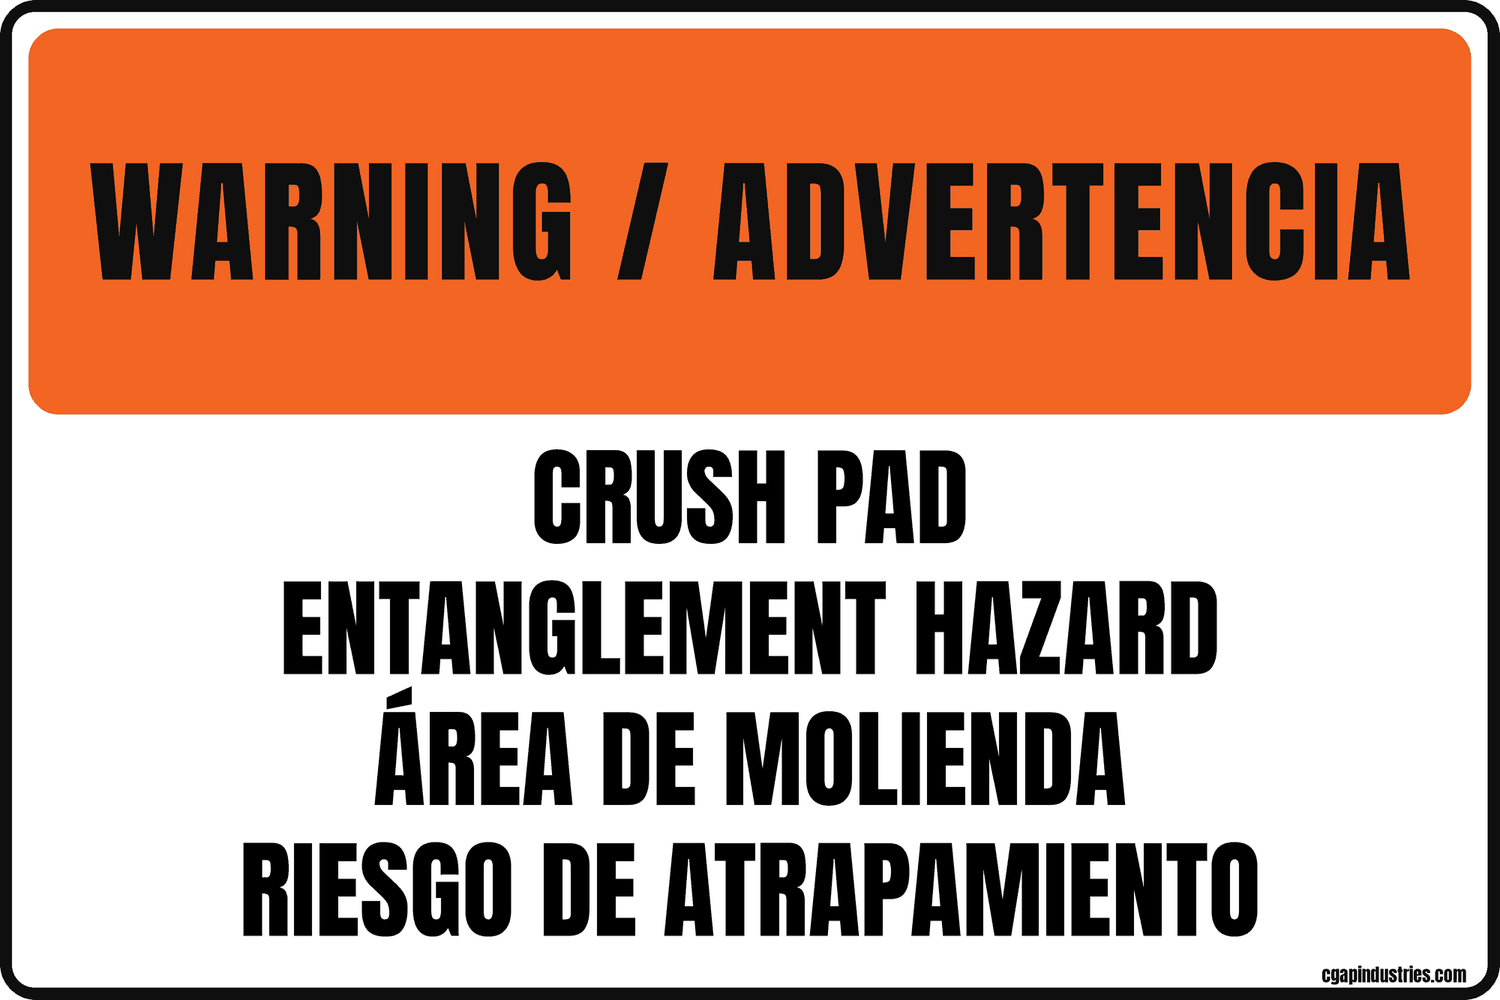 WARNING / ADVERTENCIA
CRUSH PAD
ENTANGLEMENT HAZARD
ÁREA DE MOLIENDA
RIESGO DE ATRAPAMIENTO
cgapindustries.com